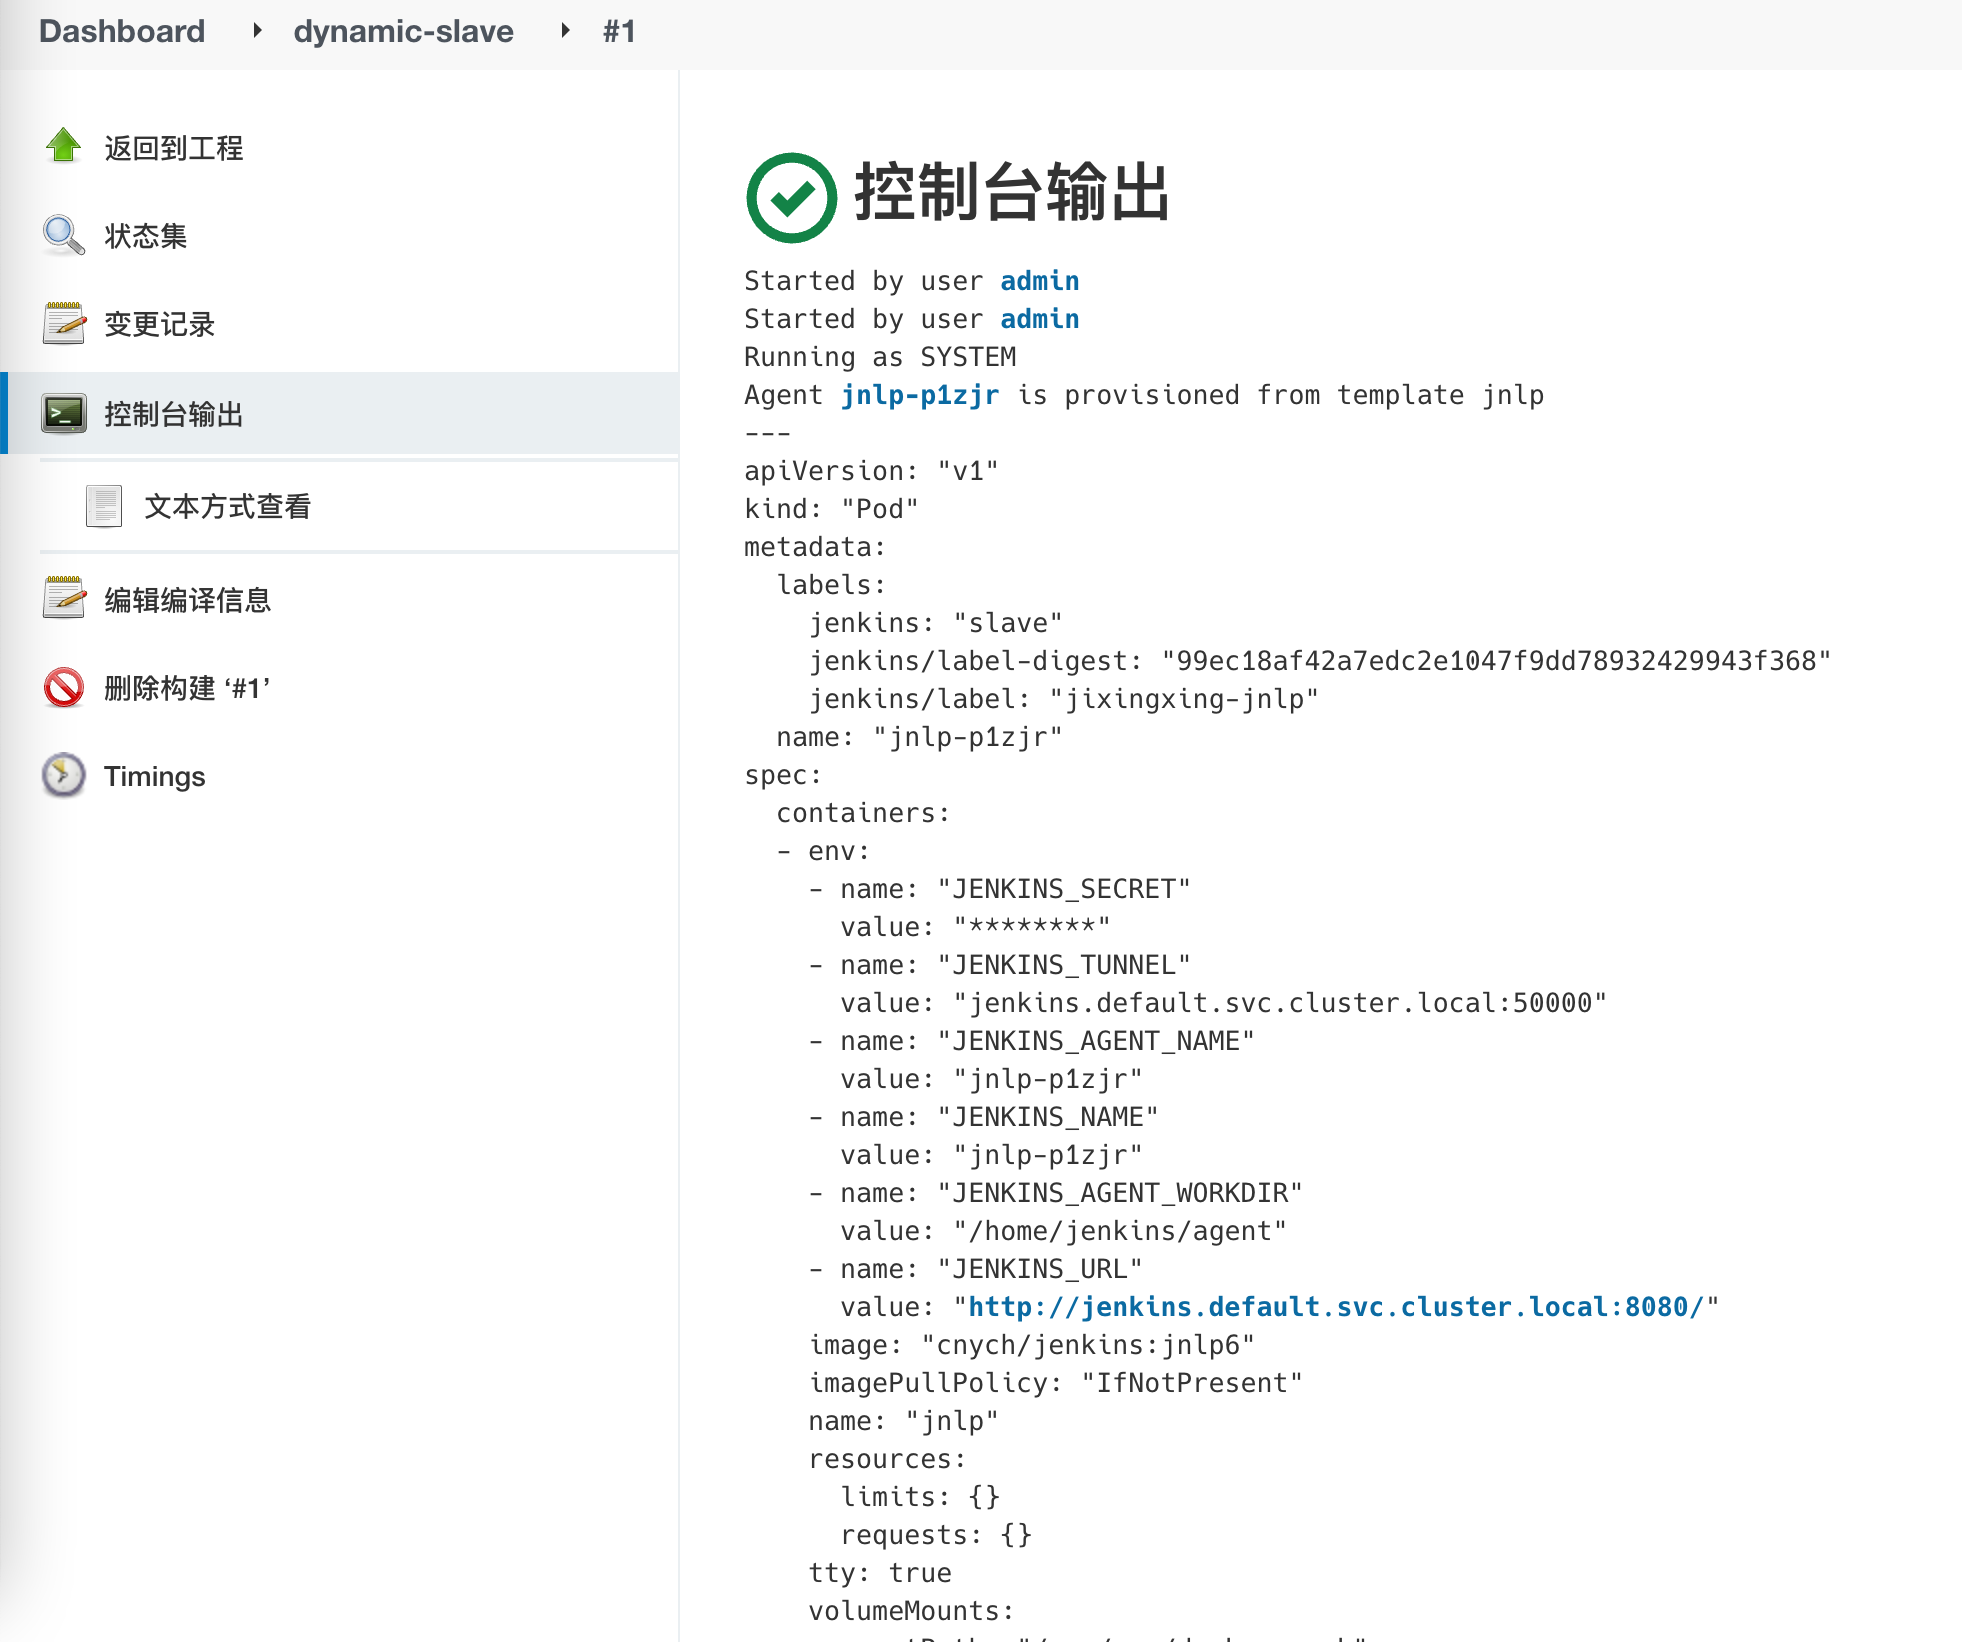 Dashboard ▸ dynamic-slave ▸ #1
返回到工程
状态集
变更记录
控制台输出
文本方式查看
编辑编译信息
删除构建 ‘#1’
Timings
控制台输出
Started by user admin
Started by user admin
Running as SYSTEM
Agent jnlp-p1zjr is provisioned from template jnlp
---
apiVersion: "v1"
kind: "Pod"
metadata:
  labels:
    jenkins: "slave"
    jenkins/label-digest: "99ec18af42a7edc2e1047f9dd78932429943f368"
    jenkins/label: "jixingxing-jnlp"
  name: "jnlp-p1zjr"
spec:
  containers:
  - env:
    - name: "JENKINS_SECRET"
      value: "********"
    - name: "JENKINS_TUNNEL"
      value: "jenkins.default.svc.cluster.local:50000"
    - name: "JENKINS_AGENT_NAME"
      value: "jnlp-p1zjr"
    - name: "JENKINS_NAME"
      value: "jnlp-p1zjr"
    - name: "JENKINS_AGENT_WORKDIR"
      value: "/home/jenkins/agent"
    - name: "JENKINS_URL"
      value: "http://jenkins.default.svc.cluster.local:8080/"
    image: "cnych/jenkins:jnlp6"
    imagePullPolicy: "IfNotPresent"
    name: "jnlp"
    resources:
      limits: {}
      requests: {}
    tty: true
    volumeMounts: